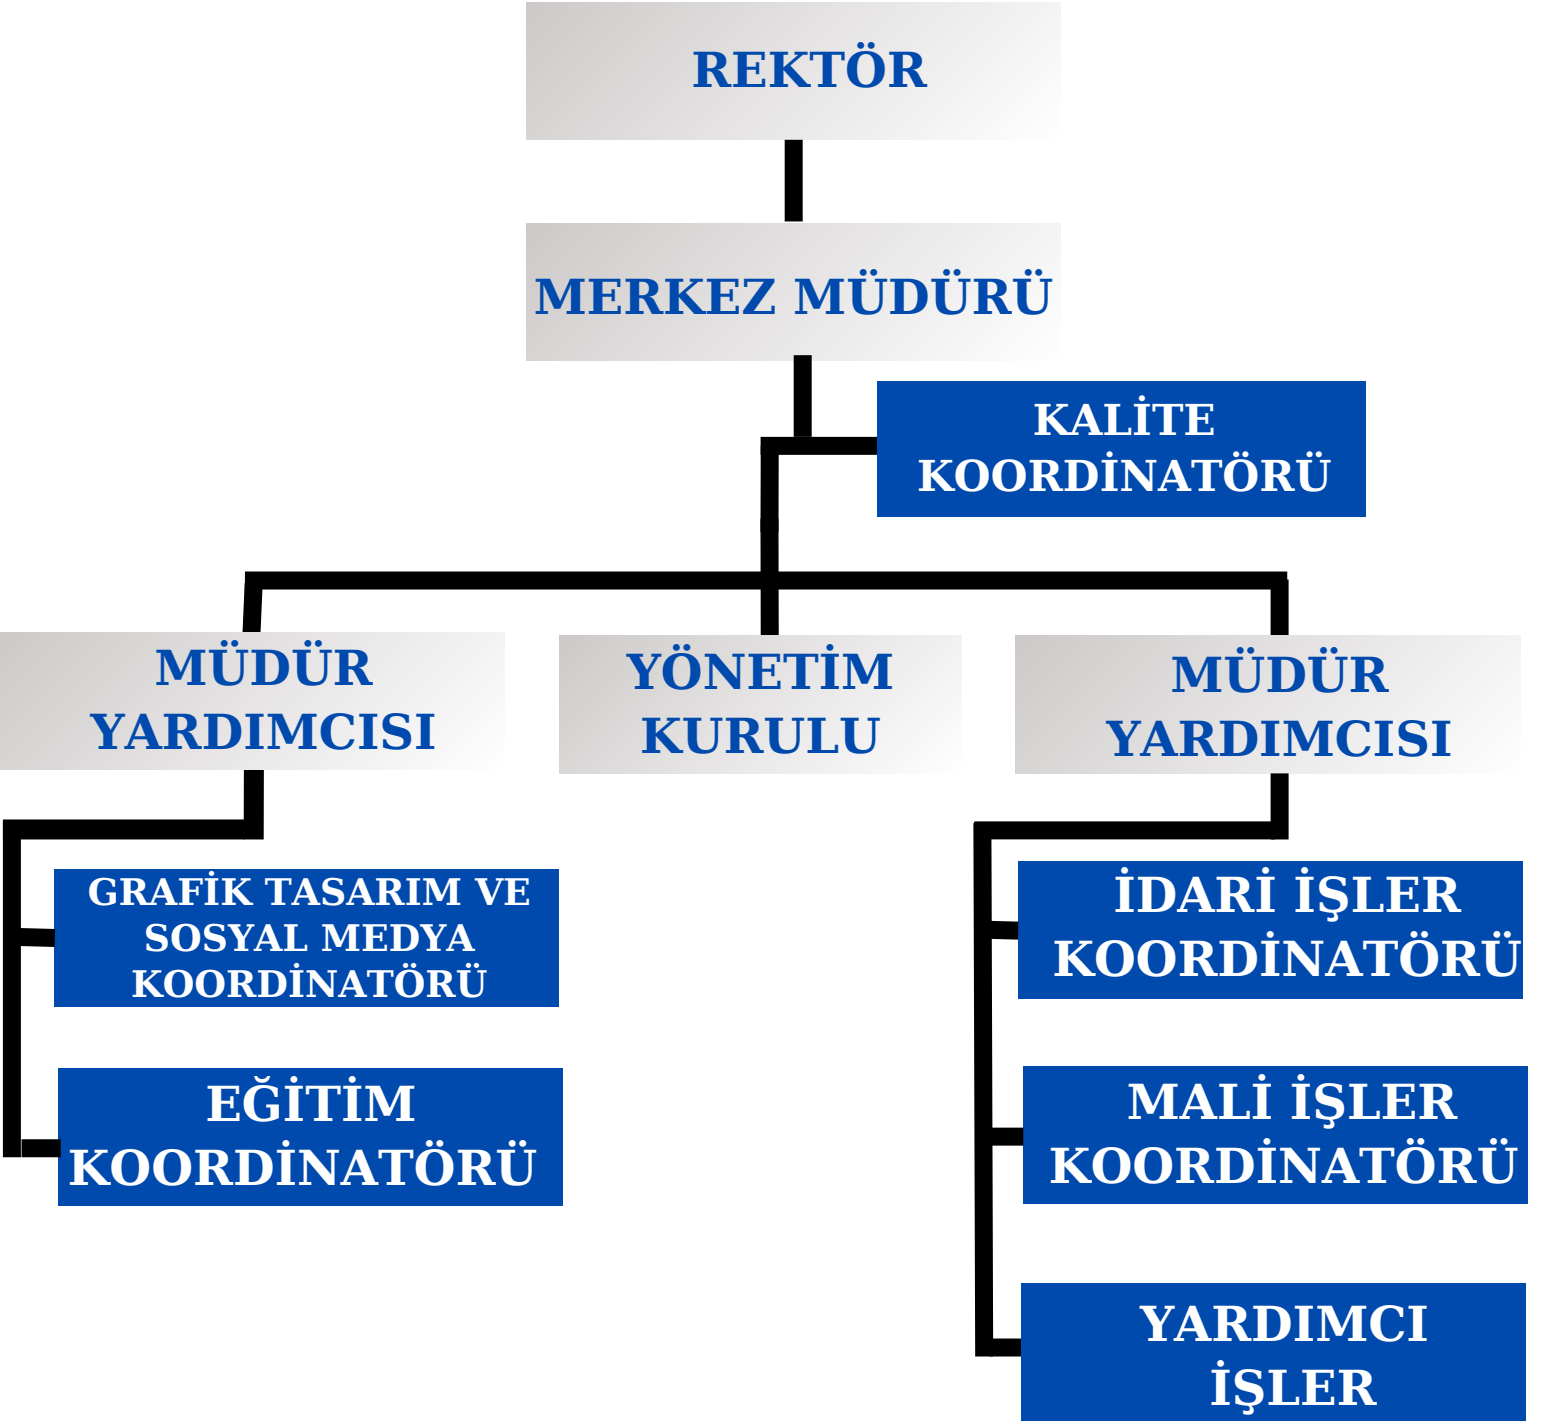 REKTÖR
MERKEZ MÜDÜRÜ
KALİTE
KOORDİNATÖRÜ
MÜDÜR
YARDIMCISI
YÖNETİM
KURULU
MÜDÜR
YARDIMCISI
GRAFİK TASARIM VE
SOSYAL MEDYA
KOORDİNATÖRÜ
EĞİTİM
KOORDİNATÖRÜ
İDARİ İŞLER
KOORDİNATÖRÜ
MALİ İŞLER
KOORDİNATÖRÜ
YARDIMCI
İŞLER